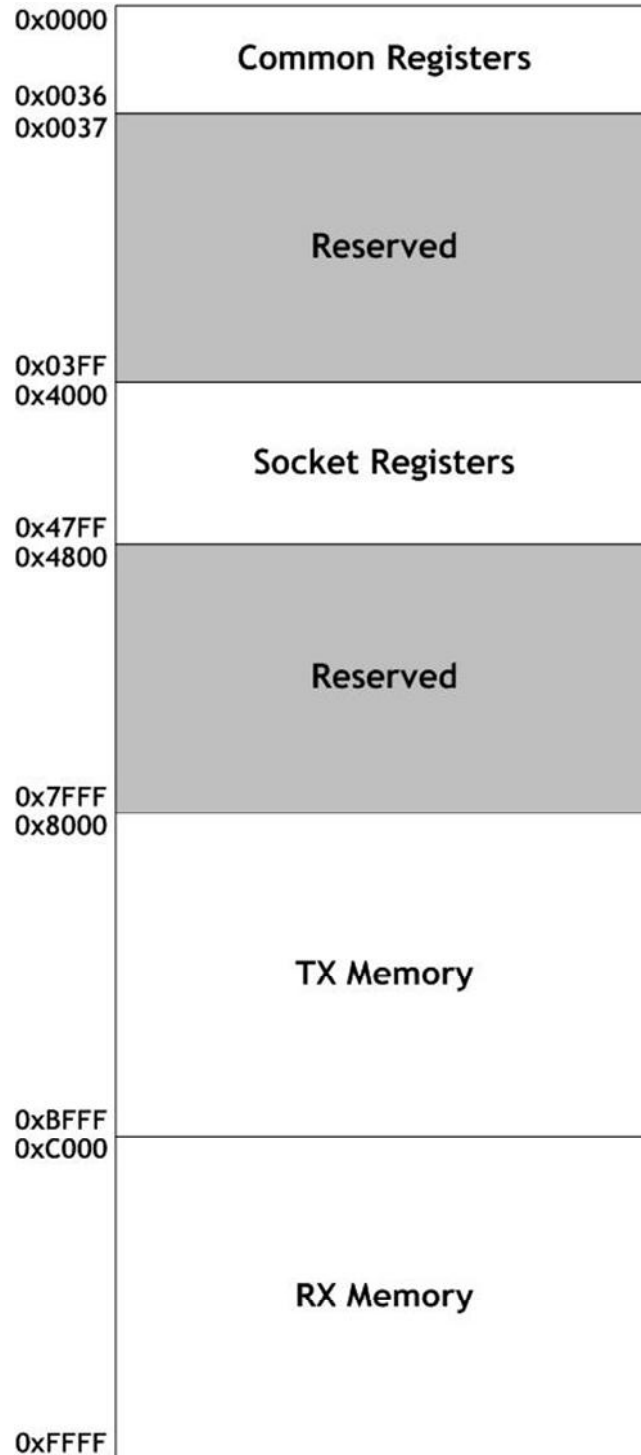 0x0000
Common Registers
0x0036
0x0037
Reserved
0x03FF
0x4000
Socket Registers
0x47FF
0x4800
Reserved
0x7FFF
0x8000
TX Memory
0xBFFF
0xC000
RX Memory
0xFFFF